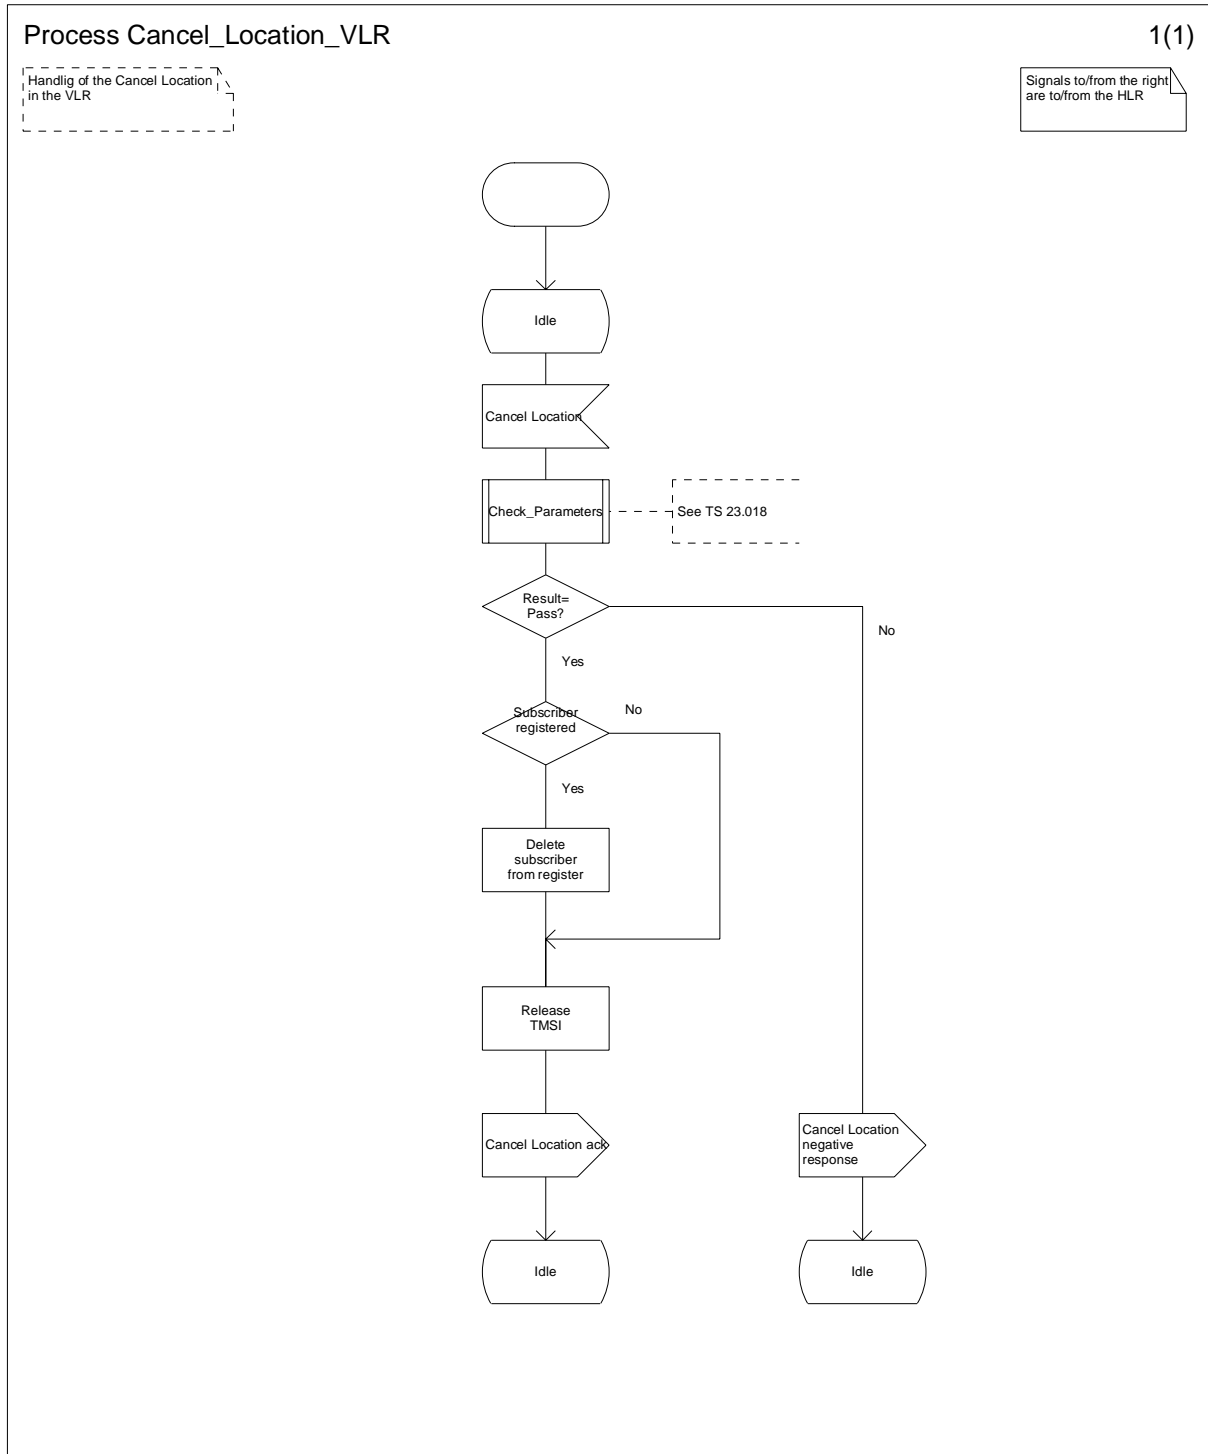 Process Cancel_Location_VLR
1(1)
Handlig of the Cancel Location
in the VLR
Signals to/from the right
are to/from the HLR
Idle
Cancel Location
Check_Parameters
See TS 23.018
Result=
Pass?
No
Yes
Subscriber
registered
No
Yes
Delete
subscriber
from register
Release
TMSI
Cancel Location ack
Cancel Location
negative
response
Idle
Idle